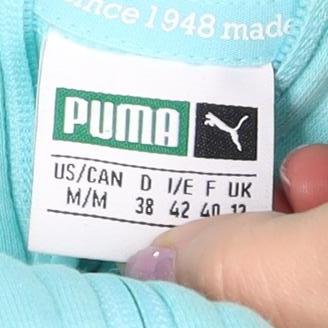 since 1948 made
PUMA
US/CAN D I/E F UK
M/M 38 42 40 12